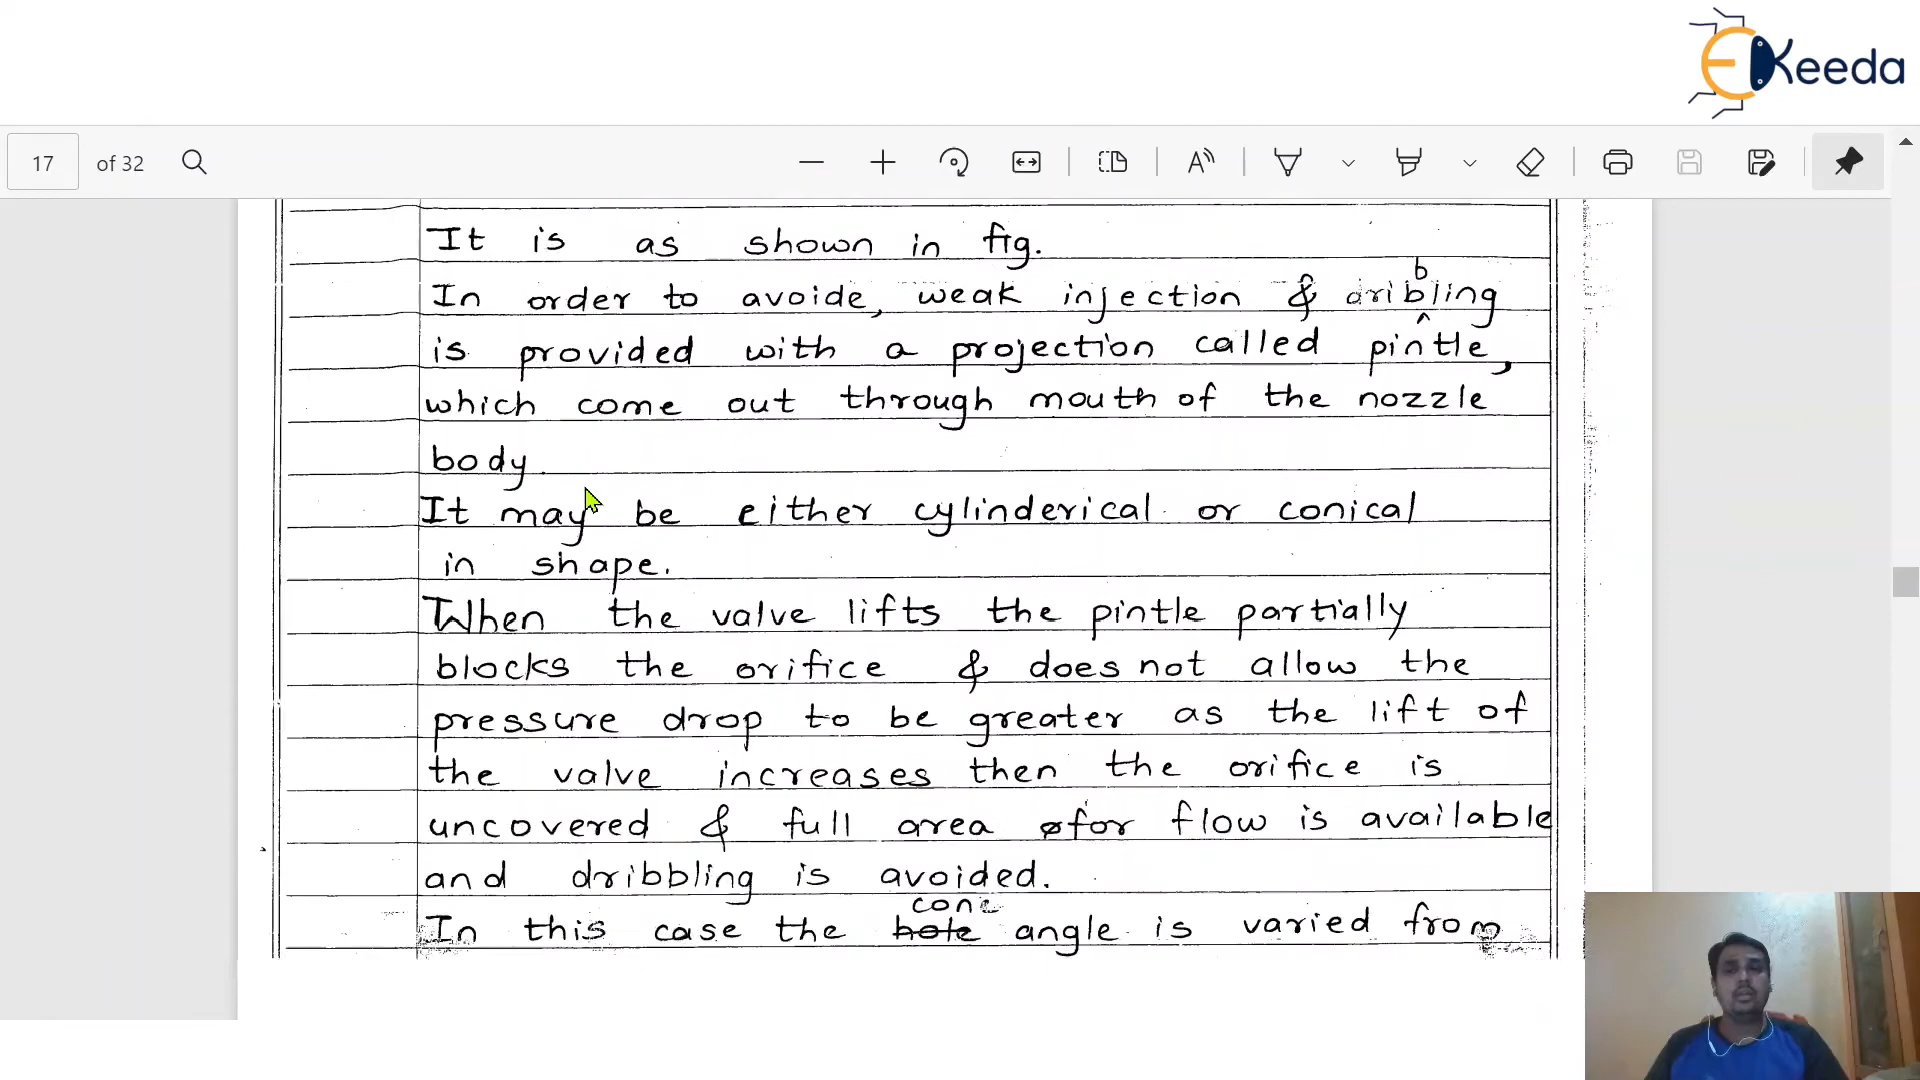 EKeeda
17 of 32
It is as shown in fig.
In order to avoide, weak injection & dribbling
is provided with a projection called pintle,
which come out through mouth of the nozzle
body.
It may be either cylinderical or conical
in shape.
When the valve lifts the pintle partially
blocks the orifice & does not allow the
pressure drop to be greater as the lift of
the valve increases then the orifice is
uncovered & full area for flow is available
and dribbling is avoided.
In this case the cone angle is varied from